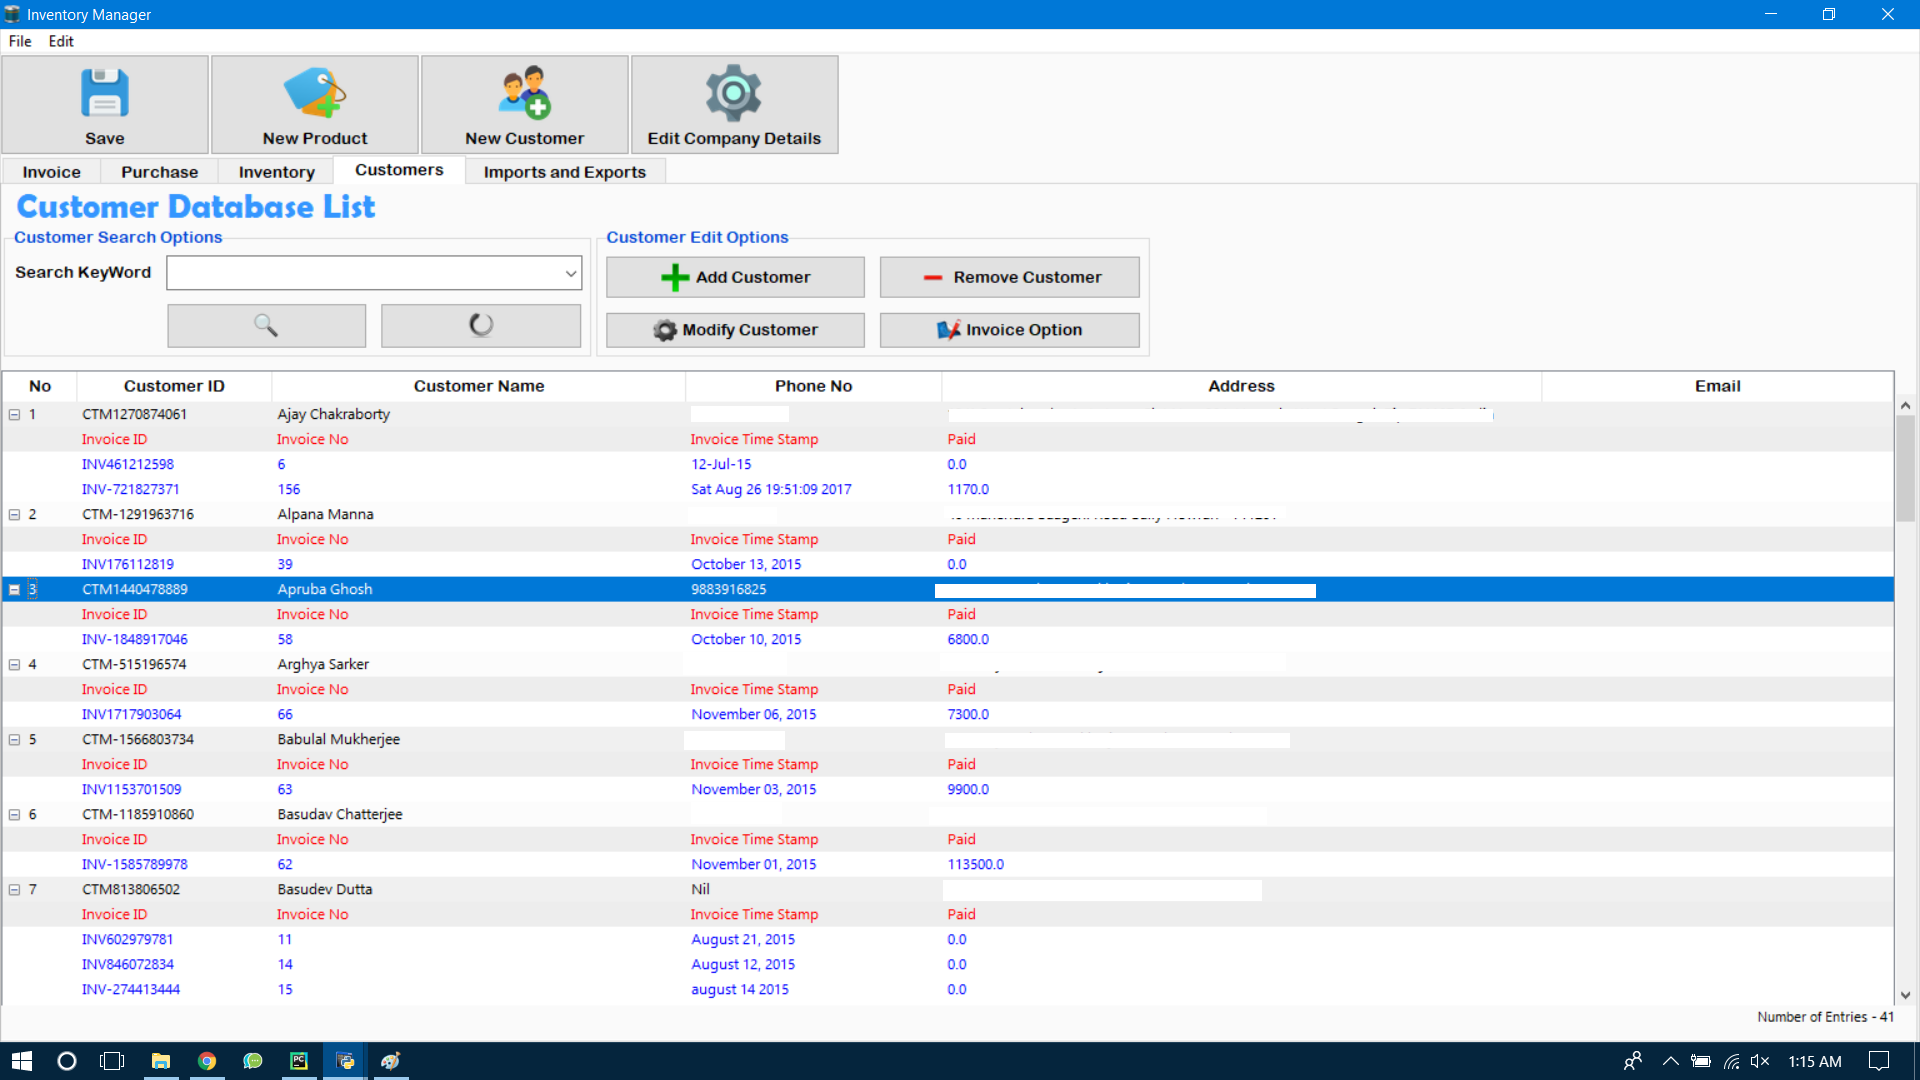 Inventory Manager
File Edit
Save New Product New Customer Edit Company Details
Invoice Purchase Inventory Customers Imports and Exports
Customer Database List
Customer Search Options Customer Edit Options
Search KeyWord Add Customer Remove Customer
Modify Customer Invoice Option
No Customer ID Customer Name Phone No Address Email
1 CTM1270874061 Ajay Chakraborty
Invoice ID Invoice No Invoice Time Stamp Paid
INV461212598 6 12-Jul-15 0.0
INV-721827371 156 Sat Aug 26 19:51:09 2017 1170.0
2 CTM-1291963716 Alpana Manna
Invoice ID Invoice No Invoice Time Stamp Paid
INV176112819 39 October 13, 2015 0.0
3 CTM1440478889 Apruba Ghosh 9883916825
Invoice ID Invoice No Invoice Time Stamp Paid
INV-1848917046 58 October 10, 2015 6800.0
4 CTM-515196574 Arghya Sarker
Invoice ID Invoice No Invoice Time Stamp Paid
INV1717903064 66 November 06, 2015 7300.0
5 CTM-1566803734 Babulal Mukherjee
Invoice ID Invoice No Invoice Time Stamp Paid
INV1153701509 63 November 03, 2015 9900.0
6 CTM-1185910860 Basudav Chatterjee
Invoice ID Invoice No Invoice Time Stamp Paid
INV-1585789978 62 November 01, 2015 113500.0
7 CTM813806502 Basudev Dutta Nil
Invoice ID Invoice No Invoice Time Stamp Paid
INV602979781 11 August 21, 2015 0.0
INV846072834 14 August 12, 2015 0.0
INV-274413444 15 august 14 2015 0.0
Number of Entries - 41
PC
1:15 AM